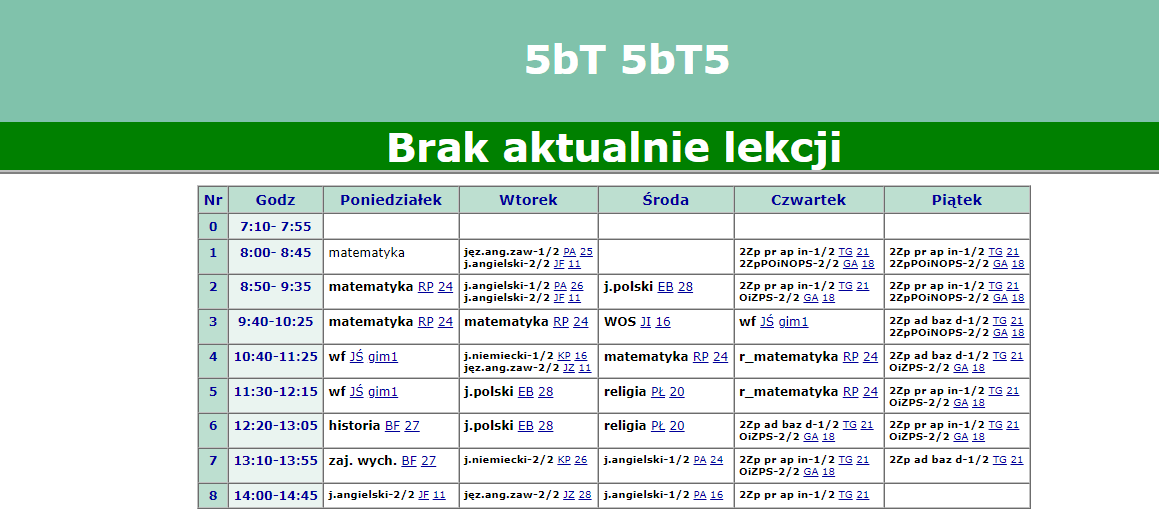 5bT 5bT5
Brak aktualnie lekcji
Nr Godz Poniedziałek Wtorek Środa Czwartek Piątek
0 7:10- 7:55
1 8:00- 8:45 matematyka jęz.ang.zaw-1/2 PA 25 2Zp pr ap in-1/2 TG 21 2Zp pr ap in-1/2 TG 21
j.angielski-2/2 JF 11 2ZpPOiNOPS-2/2 GA 18 2ZpPOiNOPS-2/2 GA 18
2 8:50- 9:35 matematyka RP 24 j.angielski-1/2 PA 26 j.polski EB 28 2Zp pr ap in-1/2 TG 21 2Zp pr ap in-1/2 TG 21
j.angielski-2/2 JF 11 OiZPS-2/2 GA 18 2ZpPOiNOPS-2/2 GA 18
3 9:40-10:25 matematyka RP 24 matematyka RP 24 WOS JI 16 wf JŚ gim1 2Zp ad baz d-1/2 TG 21
2ZpPOiNOPS-2/2 GA 18
4 10:40-11:25 wf JŚ gim1 j.niemiecki-1/2 KP 16 matematyka RP 24 r_matematyka RP 24 2Zp ad baz d-1/2 TG 21
jęz.ang.zaw-2/2 JZ 11 OiZPS-2/2 GA 18
5 11:30-12:15 wf JŚ gim1 j.polski EB 28 religia PŁ 20 r_matematyka RP 24 2Zp pr ap in-1/2 TG 21
OiZPS-2/2 GA 18
6 12:20-13:05 historia BF 27 j.polski EB 28 religia PŁ 20 2Zp ad baz d-1/2 TG 21 2Zp pr ap in-1/2 TG 21
OiZPS-2/2 GA 18 OiZPS-2/2 GA 18
7 13:10-13:55 zaj. wych. BF 27 j.niemiecki-2/2 KP 26 j.angielski-1/2 PA 24 2Zp pr ap in-1/2 TG 21 2Zp ad baz d-1/2 TG 21
OiZPS-2/2 GA 18
8 14:00-14:45 j.angielski-2/2 JF 11 jęz.ang.zaw-2/2 JZ 28 j.angielski-1/2 PA 16 2Zp pr ap in-1/2 TG 21